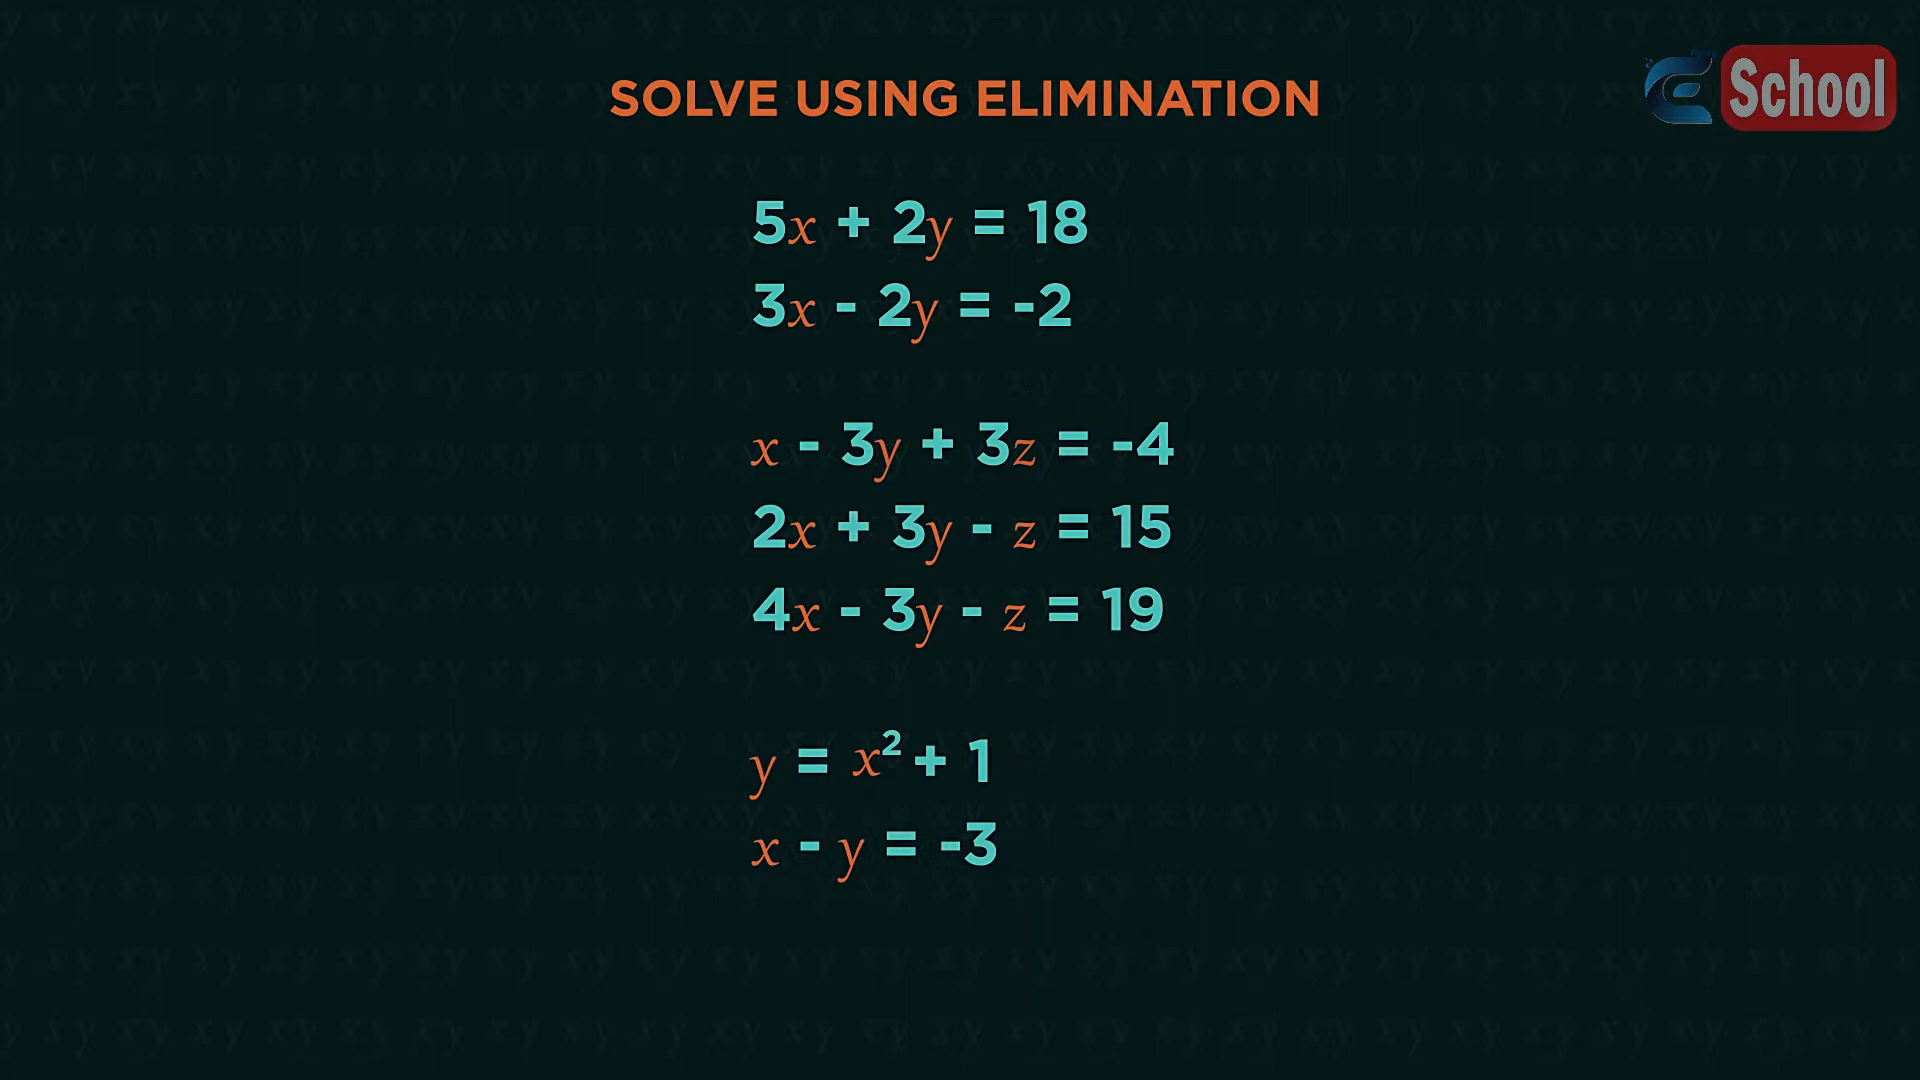 SOLVE USING ELIMINATION
School
5x + 2y = 18
3x - 2y = -2
x - 3y + 3z = -4
2x + 3y - z = 15
4x - 3y - z = 19
y = x² + 1
x - y = -3